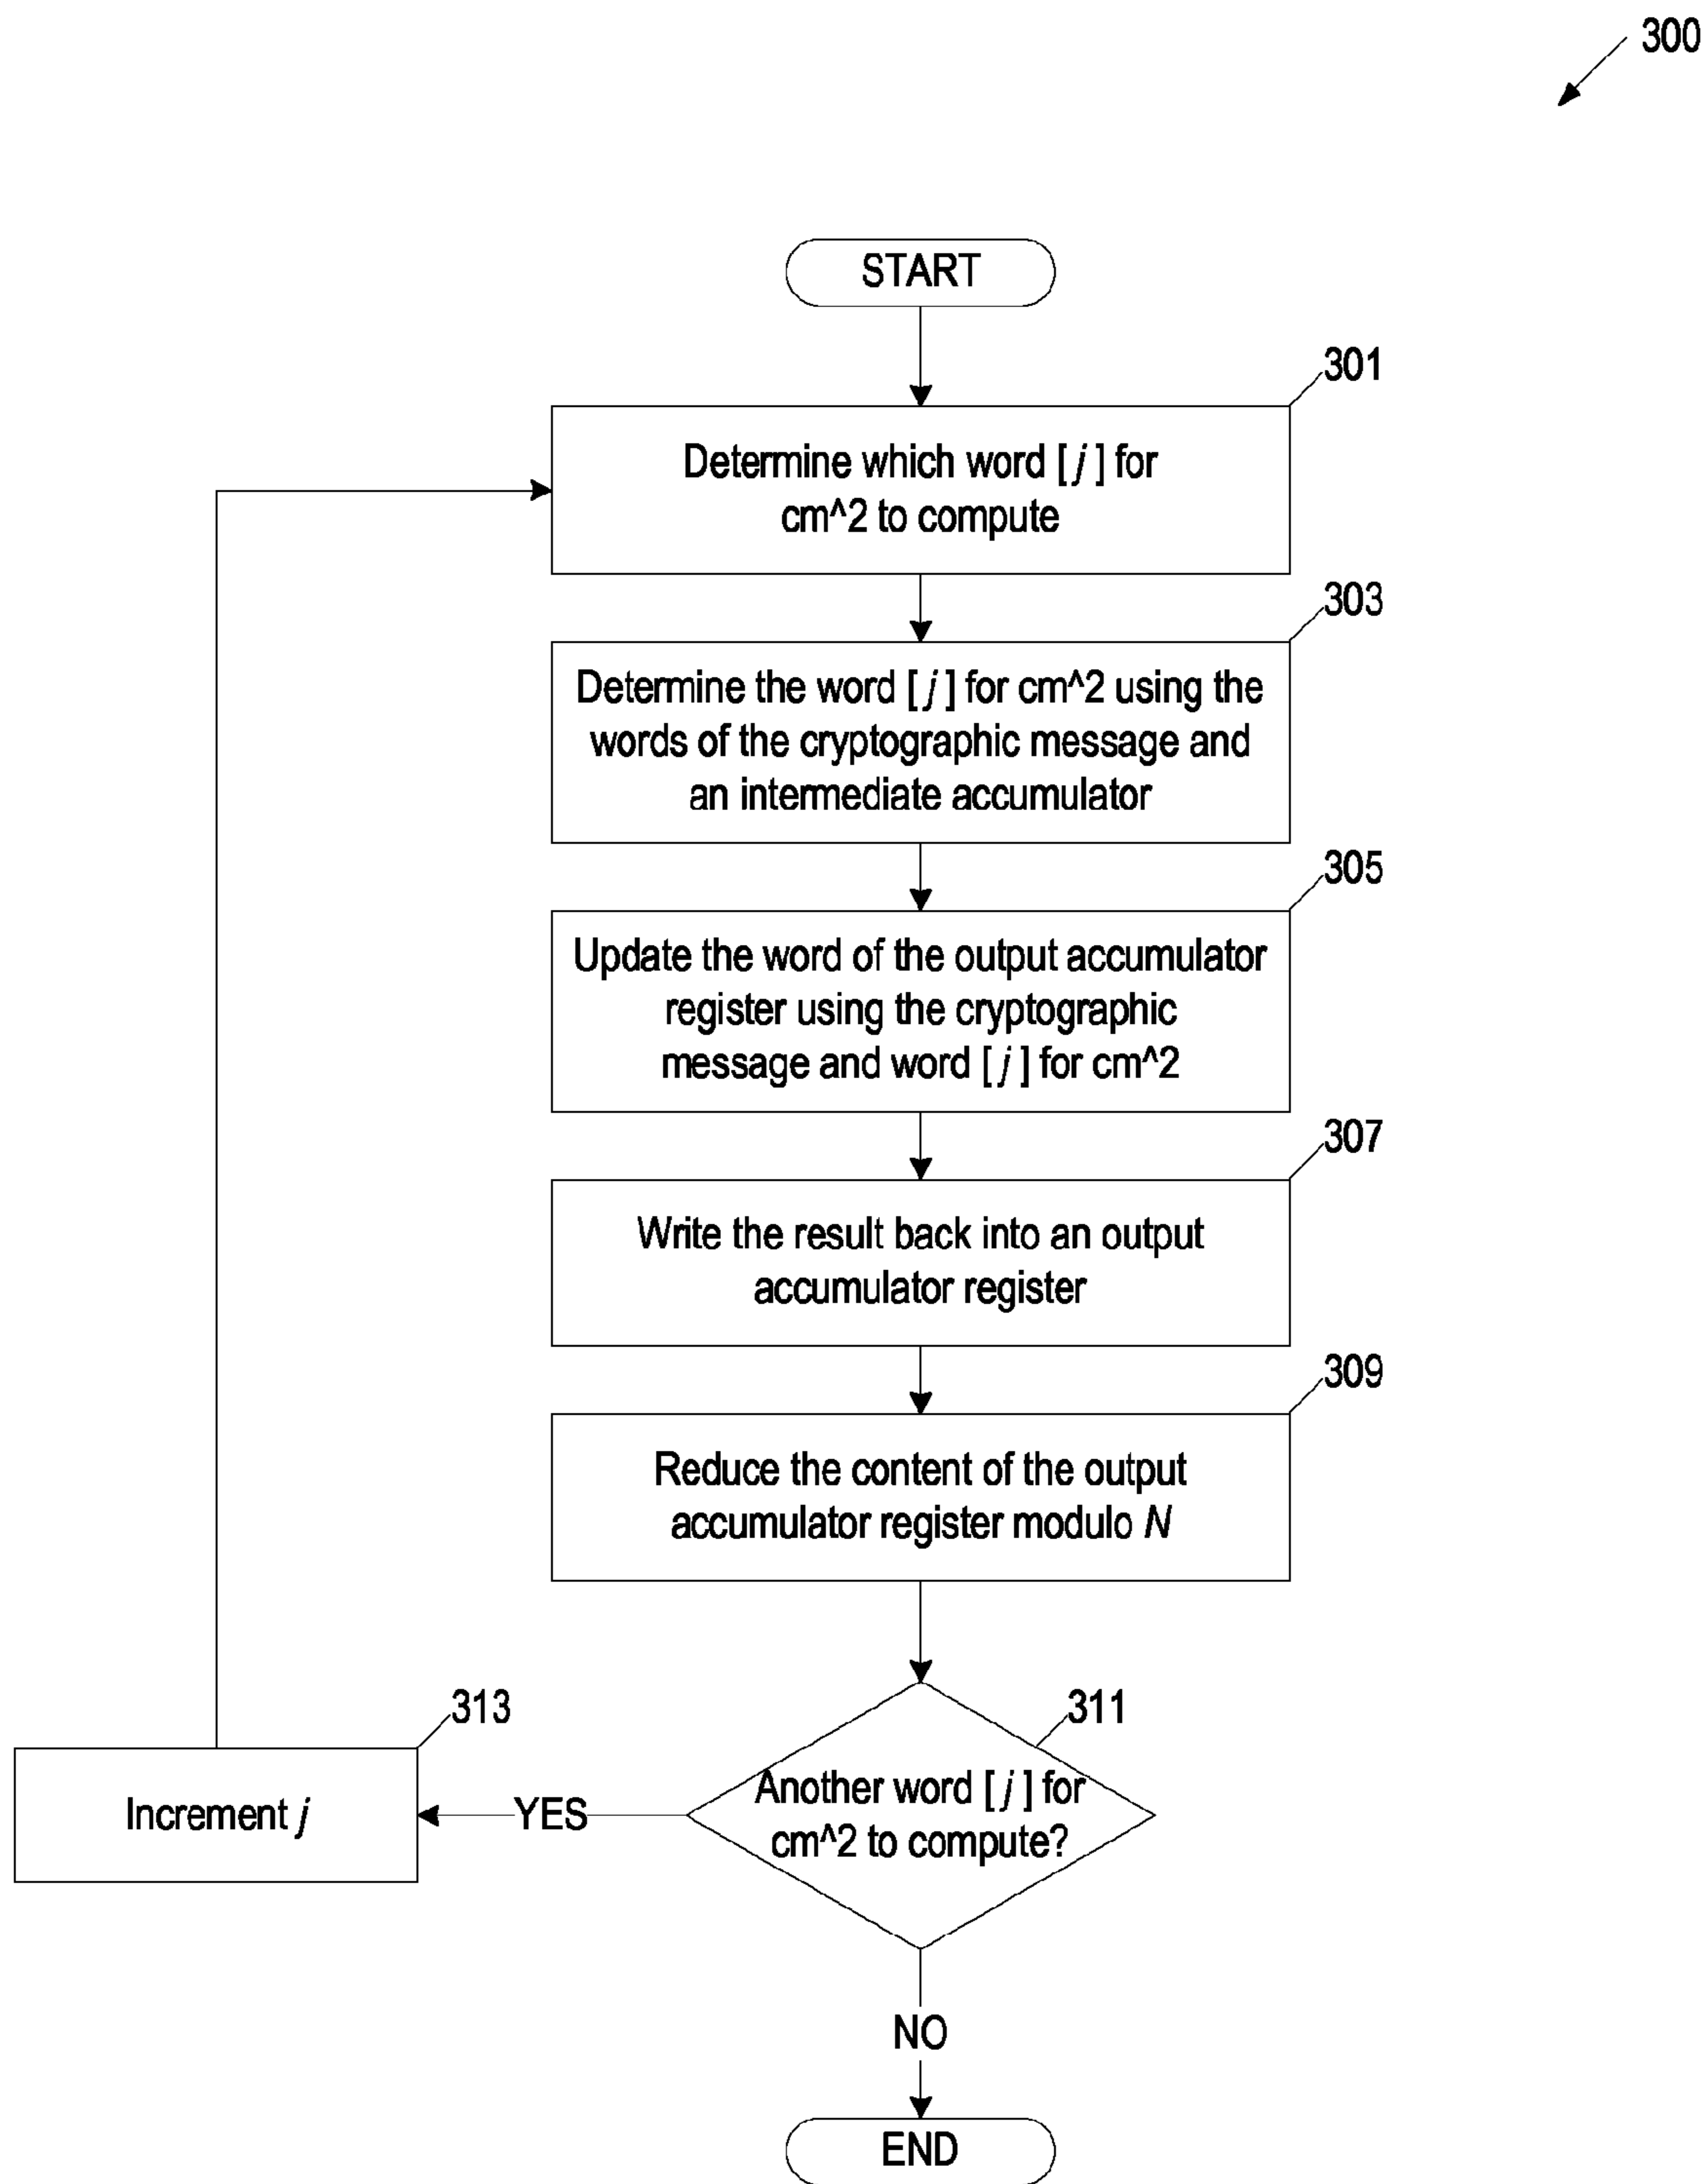 300
START
301
Determine which word [ j ] for
cm^2 to compute
303
Determine the word [ j ] for cm^2 using the
words of the cryptographic message and
an intermediate accumulator
305
Update the word of the output accumulator
register using the cryptographic
message and word [ j ] for cm^2
307
Write the result back into an output
accumulator register
309
Reduce the content of the output
accumulator register modulo N
313
311
Another word [ j ] for
cm^2 to compute?
YES
Increment j
NO
END